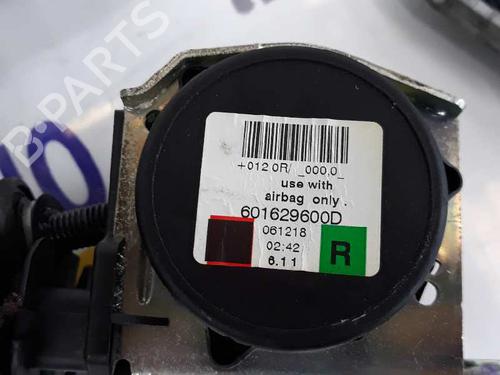 B-PARTS
+012 0R/ _000,0_
use with
airbag only .
601629600D
061218
02:42
6.11
R